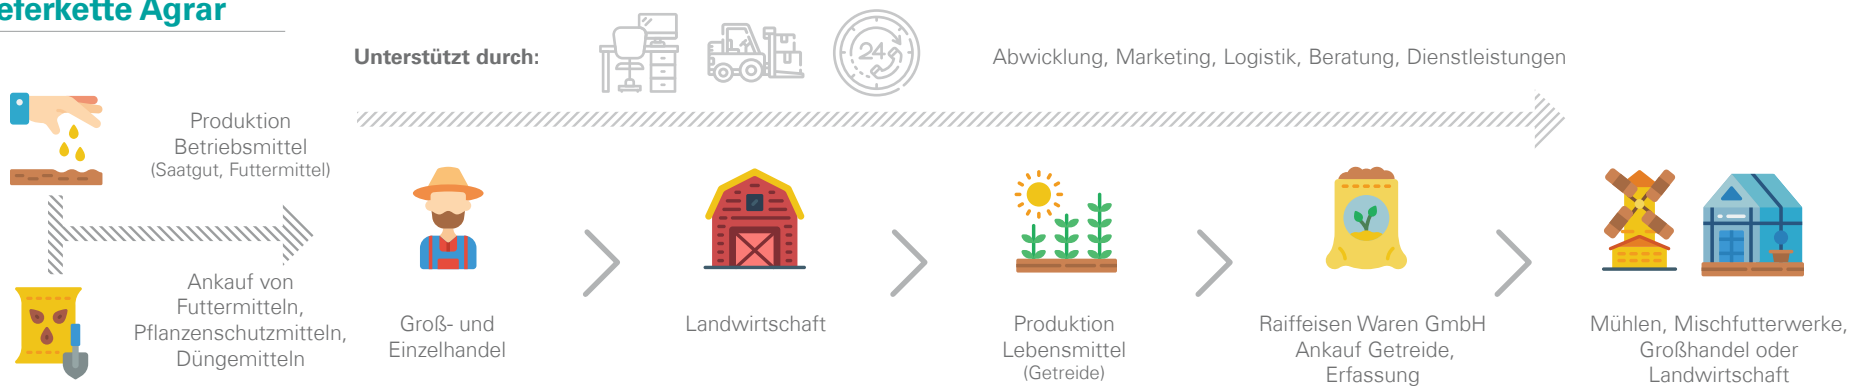 eferkette Agrar
Unterstützt durch:
24
Abwicklung, Marketing, Logistik, Beratung, Dienstleistungen
Produktion
Betriebsmittel
(Saatgut, Futtermittel)
Ankauf von
Futtermitteln,
Pflanzenschutzmitteln,
Düngemitteln
Groß- und
Einzelhandel
Landwirtschaft
Produktion
Lebensmittel
(Getreide)
Raiffeisen Waren GmbH
Ankauf Getreide,
Erfassung
Mühlen, Mischfutterwerke,
Großhandel oder
Landwirtschaft